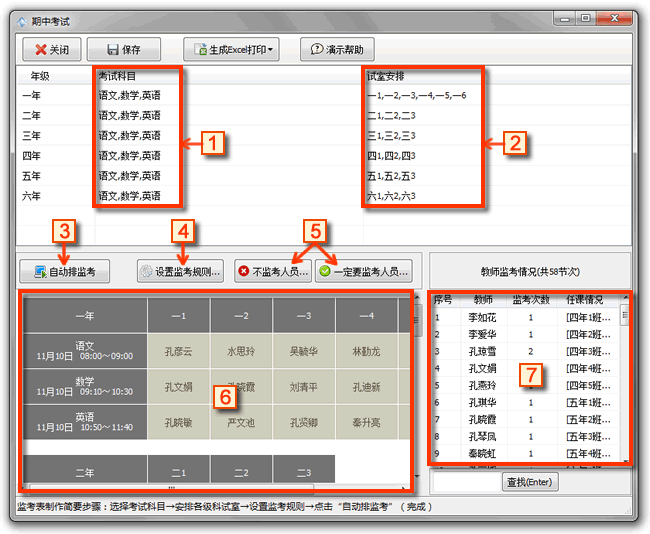 期中考试
关闭 保存 生成Excel打印 演示帮助
年级 考试科目 试室安排
一年 语文,数学,英语 一1,一2,一3,一4,一5,一6
二年 语文,数学,英语 二1,二2,二3
三年 语文,数学,英语 三1,三2,三3
四年 语文,数学,英语 四1,四2,四3
五年 语文,数学,英语 五1,五2,五3
六年 语文,数学,英语 六1,六2,六3
1 2
3 4 5
自动排监考 设置监考规则... 不监考人员... 一定要监考人员... 教师监考情况(共58节次)
一年 一1 一2 一3 一4
语文
11月10日 08:00～09:00 孔彦云 水思玲 吴毓华 林勤龙
数学
11月10日 09:10～10:30 孔文娟 孔晓霞 刘青平 孔迪新
英语
11月10日 10:50～11:40 孔晓敏 严文池 孔贤卿 秦升高
二年 二1 二2 二3
6
序号 教师 监考次数 任课情况
1 李如花 1 [四年1班...
2 李爱华 1 [四年2班...
3 孔琼雪 2 [四年3班...
4 孔文娟 [四年4班...
5 孔燕玲 [四年5班...
6 孔琪华 1 [五年1班...
7 孔晓霞 1 [五年2班...
8 孔琴凤 1 [五年3班...
9 秦晓虹 1 [五年4班...
7
查找(Enter)
监考表制作简要步骤：选择考试科目→安排各级科试室→设置监考规则→点击“自动排监考”（完成）